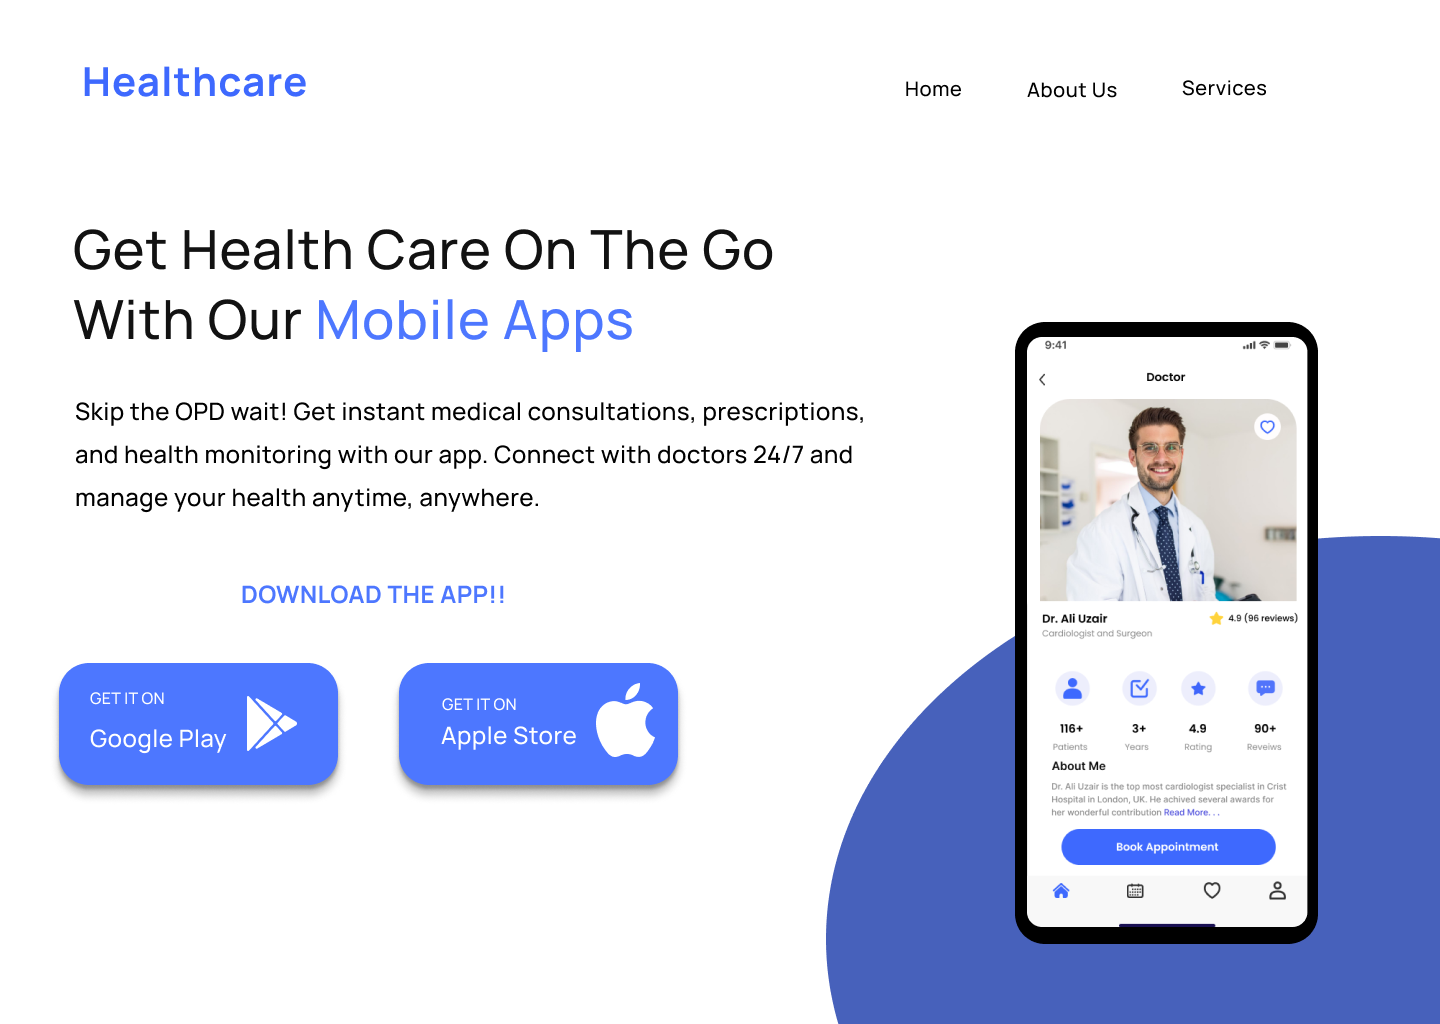 Healthcare
Home About Us Services
Get Health Care On The Go
With Our Mobile Apps
Skip the OPD wait! Get instant medical consultations, prescriptions,
and health monitoring with our app. Connect with doctors 24/7 and
manage your health anytime, anywhere.
DOWNLOAD THE APP!!
GET IT ON
Google Play
GET IT ON
Apple Store
9:41
Doctor
Dr. Ali Uzair
4.9 (96 reviews)
Cardiologist and Surgeon
116+ 3+ 4.9 90+
Patients Years Rating Reveiws
About Me
Dr. Ali Uzair is the top most cardiologist specialist in Crist
Hospital in London, UK. He achived several awards for
her wonderful contribution Read More. . .
Book Appointment